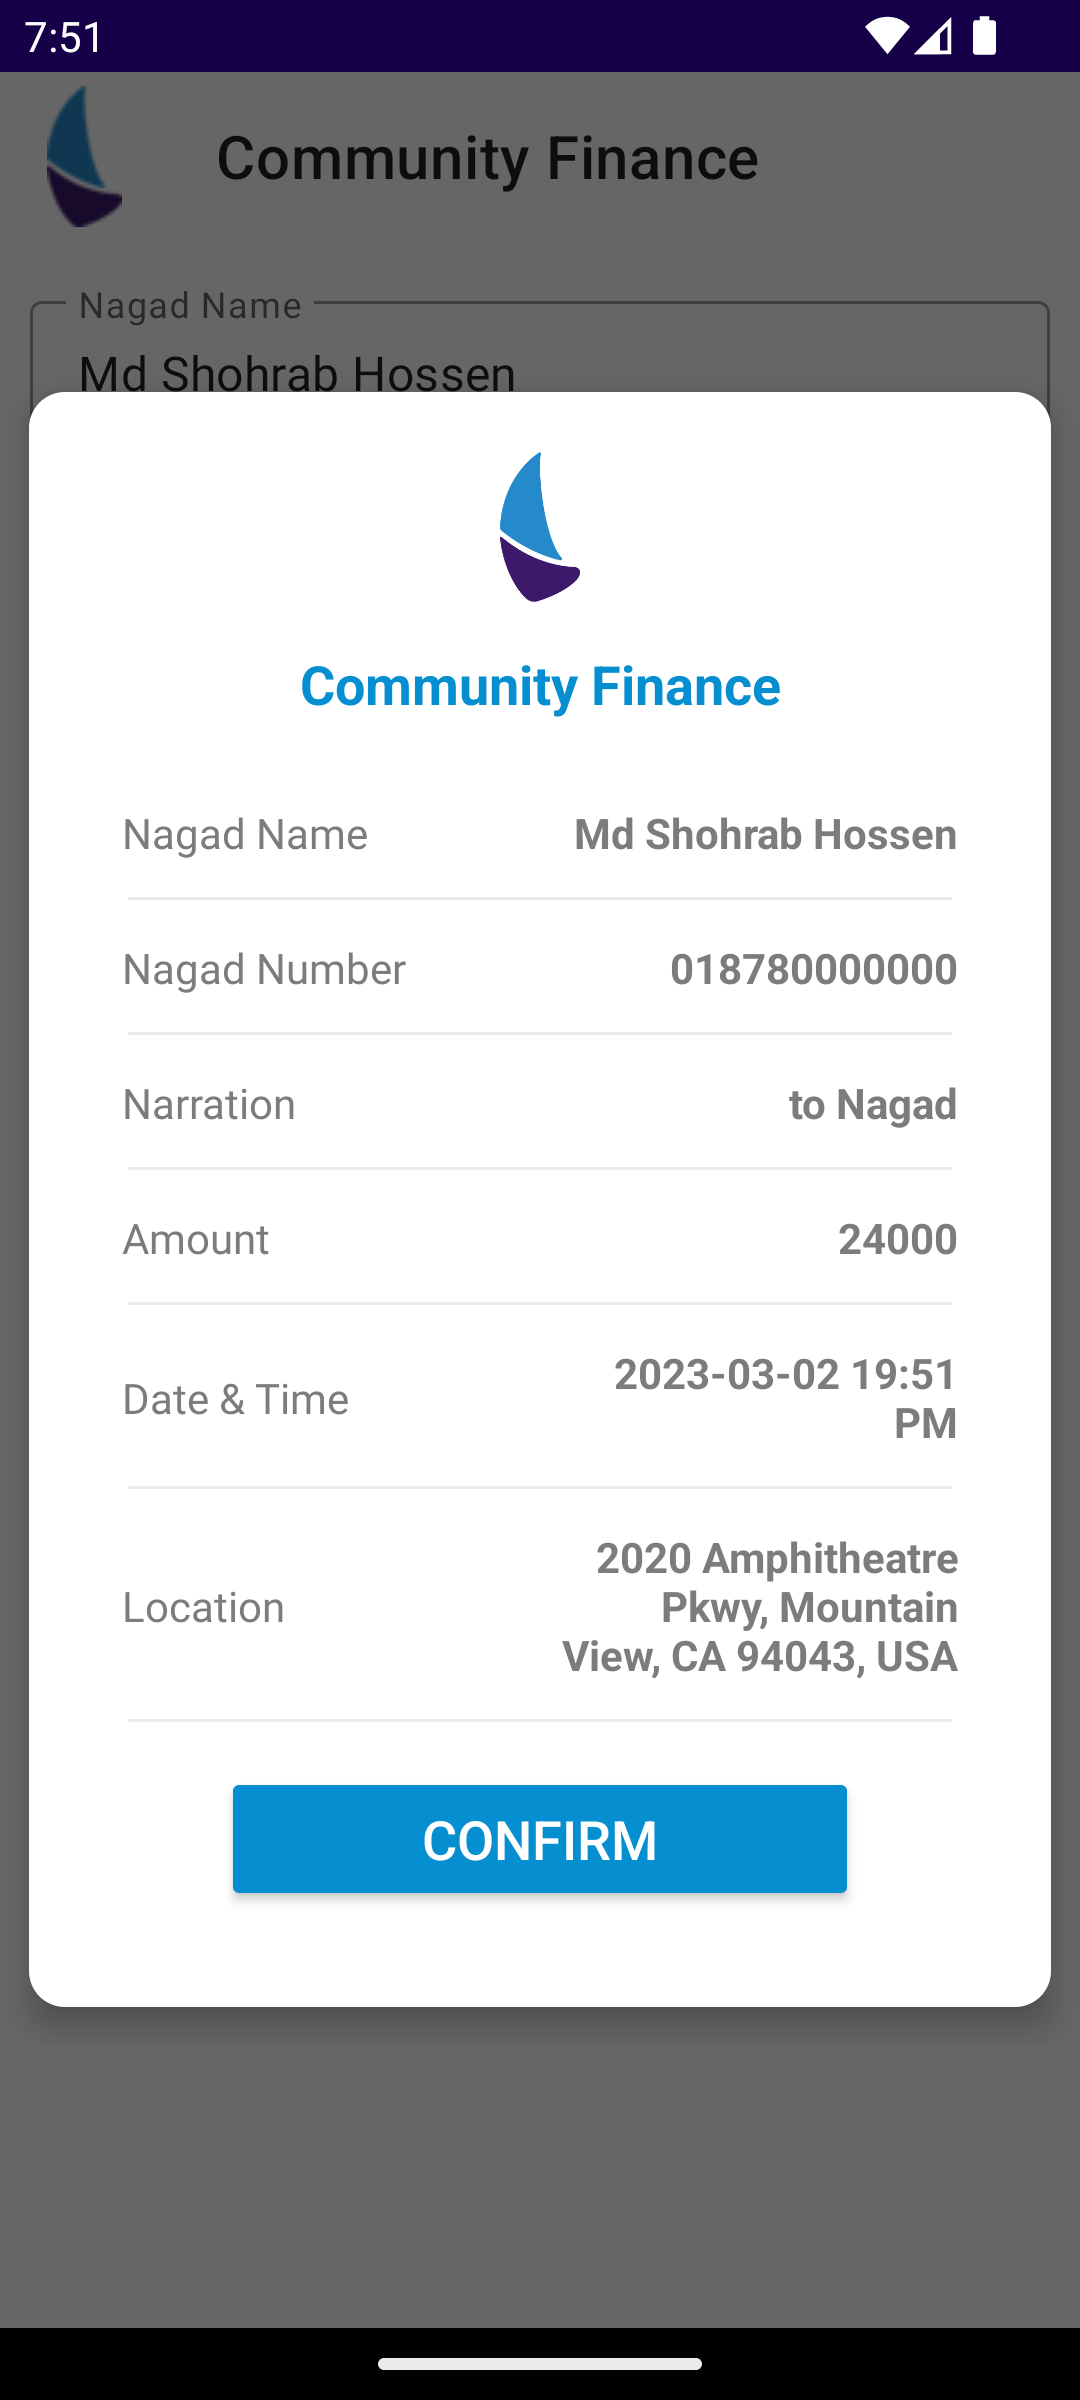 7:51
Community Finance
Nagad Name
Md Shohrab Hossen
Community Finance
Nagad Name Md Shohrab Hossen
Nagad Number 018780000000
Narration to Nagad
Amount 24000
Date & Time 2023-03-02 19:51
PM
Location 2020 Amphitheatre
Pkwy, Mountain
View, CA 94043, USA
CONFIRM